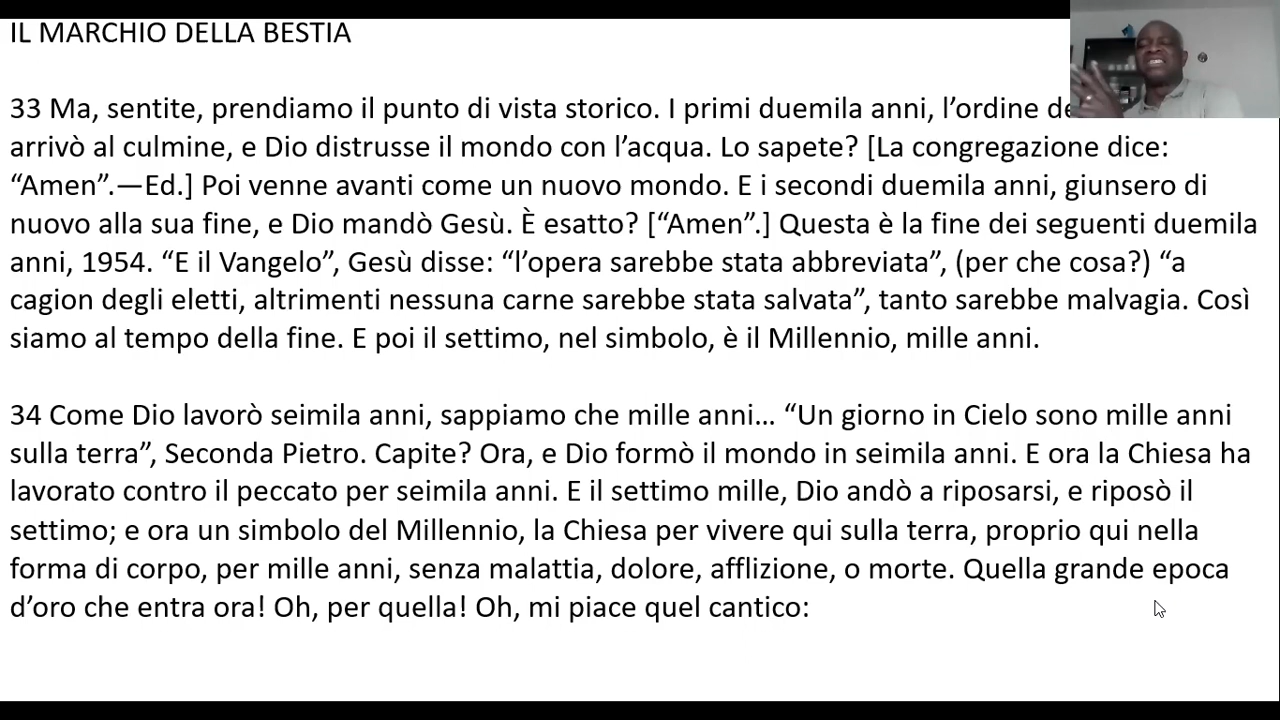 IL MARCHIO DELLA BESTIA
33 Ma, sentite, prendiamo il punto di vista storico. I primi duemila anni, l’ordine
arrivò al culmine, e Dio distrusse il mondo con l’acqua. Lo sapete? [La congregazione dice:
“Amen”.—Ed.] Poi venne avanti come un nuovo mondo. E i secondi duemila anni, giunsero di
nuovo alla sua fine, e Dio mandò Gesù. È esatto? [“Amen”.] Questa è la fine dei seguenti duemila
anni, 1954. “E il Vangelo”, Gesù disse: “l’opera sarebbe stata abbreviata”, (per che cosa?) “a
cagion degli eletti, altrimenti nessuna carne sarebbe stata salvata”, tanto sarebbe malvagia. Così
siamo al tempo della fine. E poi il settimo, nel simbolo, è il Millennio, mille anni.
34 Come Dio lavorò seimila anni, sappiamo che mille anni… “Un giorno in Cielo sono mille anni
sulla terra”, Seconda Pietro. Capite? Ora, e Dio formò il mondo in seimila anni. E ora la Chiesa ha
lavorato contro il peccato per seimila anni. E il settimo mille, Dio andò a riposarsi, e riposò il
settimo; e ora un simbolo del Millennio, la Chiesa per vivere qui sulla terra, proprio qui nella
forma di corpo, per mille anni, senza malattia, dolore, afflizione, o morte. Quella grande epoca
d’oro che entra ora! Oh, per quella! Oh, mi piace quel cantico: